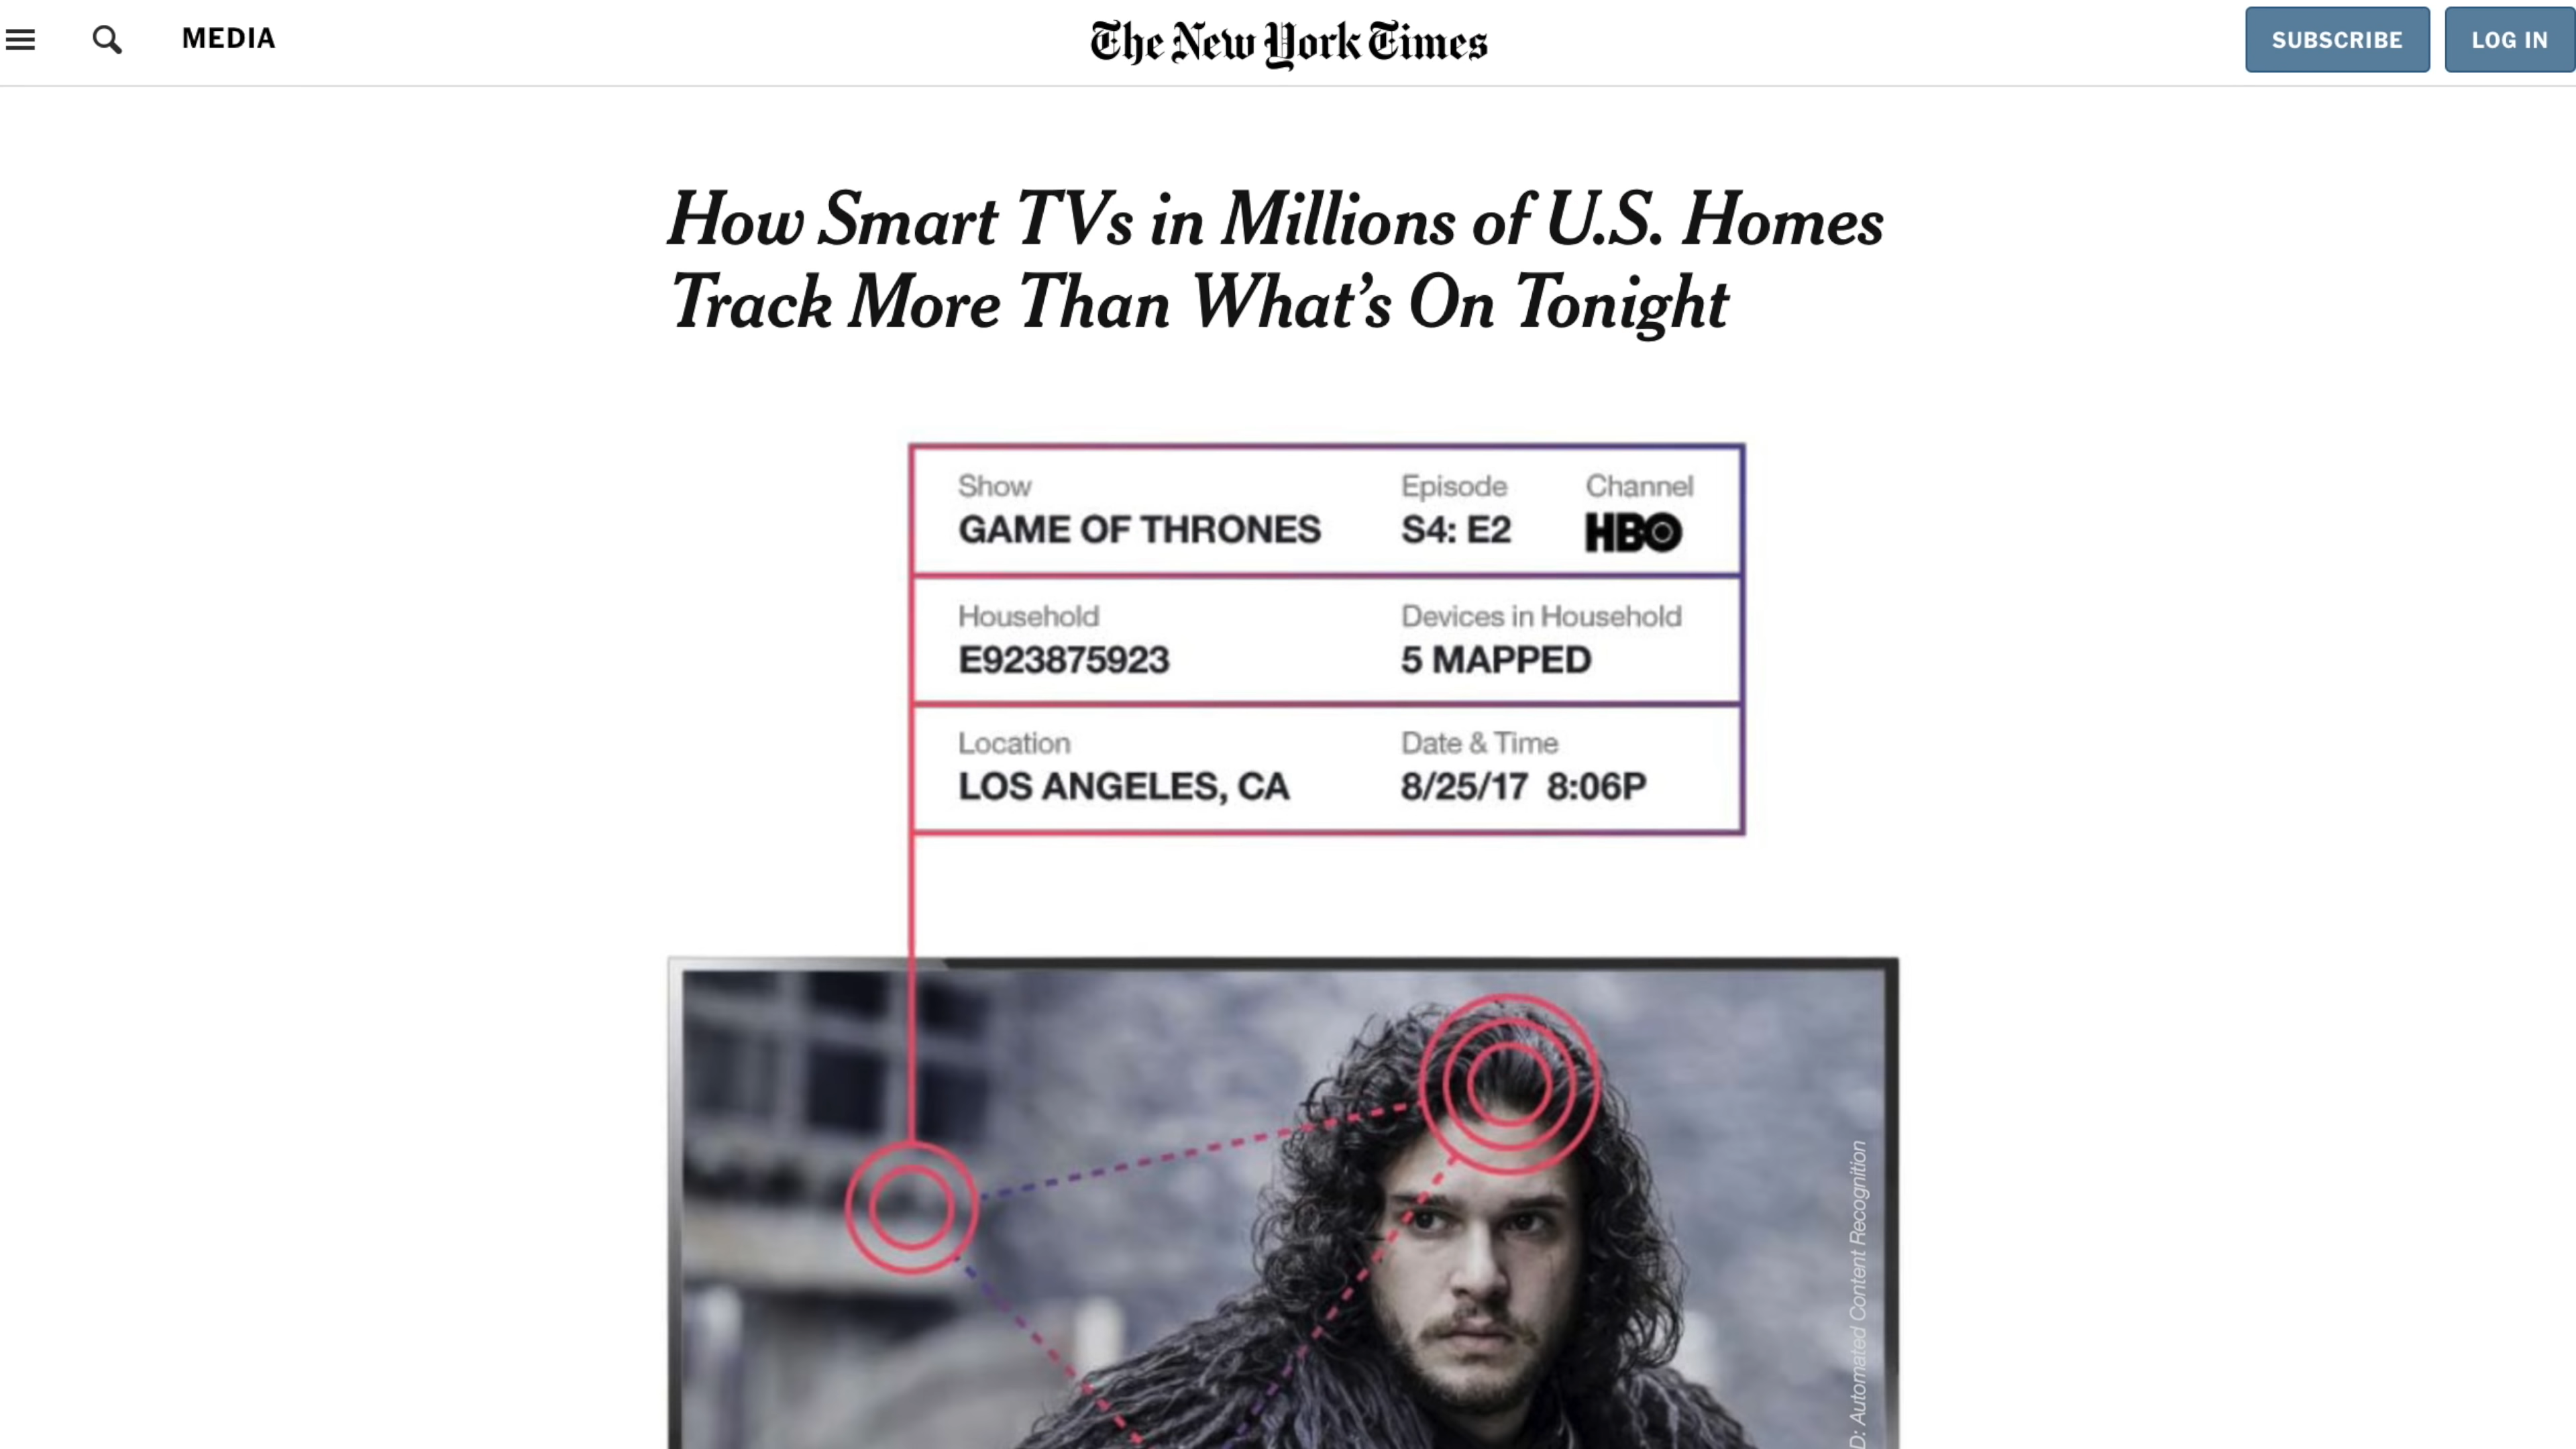 MEDIA
The New York Times
SUBSCRIBE
LOG IN
How Smart TVs in Millions of U.S. Homes
Track More Than What’s On Tonight
Show
GAME OF THRONES
Episode
S4: E2
Channel
HBO
Household
E923875923
Devices in Household
5 MAPPED
Location
LOS ANGELES, CA
Date & Time
8/25/17 8:06P
D: Automated Content Recognition